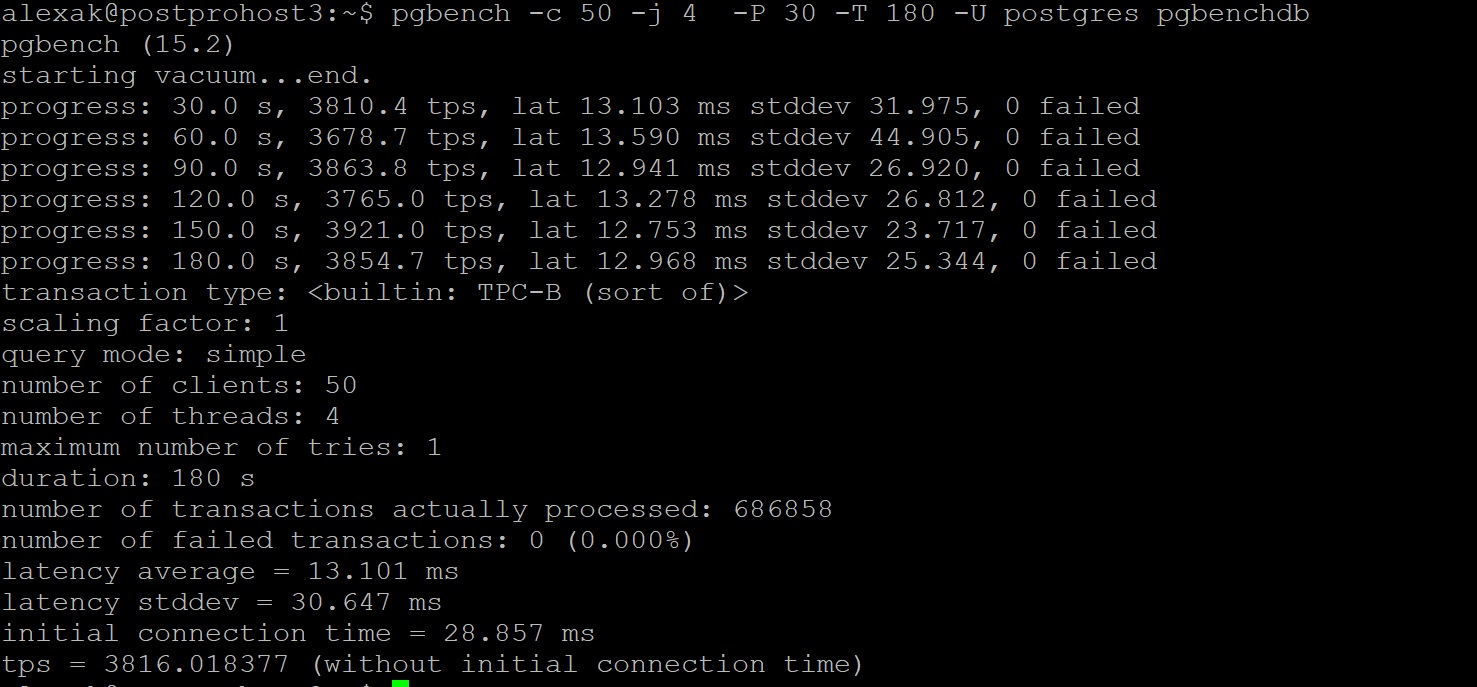 alexak@postprohost3:~$ pgbench -c 50 -j 4  -P 30 -T 180 -U postgres pgbenchdb
pgbench (15.2)
starting vacuum...end.
progress: 30.0 s, 3810.4 tps, lat 13.103 ms stddev 31.975, 0 failed
progress: 60.0 s, 3678.7 tps, lat 13.590 ms stddev 44.905, 0 failed
progress: 90.0 s, 3863.8 tps, lat 12.941 ms stddev 26.920, 0 failed
progress: 120.0 s, 3765.0 tps, lat 13.278 ms stddev 26.812, 0 failed
progress: 150.0 s, 3921.0 tps, lat 12.753 ms stddev 23.717, 0 failed
progress: 180.0 s, 3854.7 tps, lat 12.968 ms stddev 25.344, 0 failed
transaction type: <builtin: TPC-B (sort of)>
scaling factor: 1
query mode: simple
number of clients: 50
number of threads: 4
maximum number of tries: 1
duration: 180 s
number of transactions actually processed: 686858
number of failed transactions: 0 (0.000%)
latency average = 13.101 ms
latency stddev = 30.647 ms
initial connection time = 28.857 ms
tps = 3816.018377 (without initial connection time)